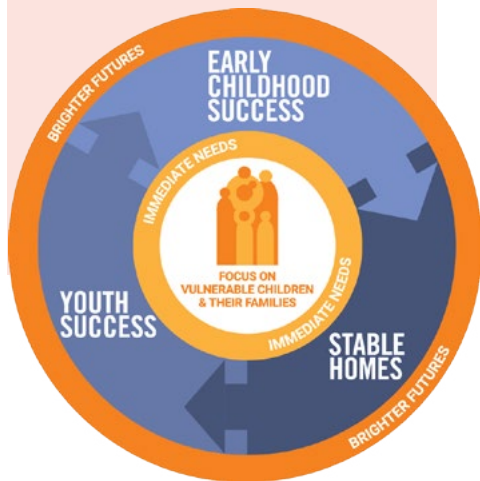 BRIGHTER FUTURES
EARLY
CHILDHOOD
SUCCESS
IMMEDIATE NEEDS
FOCUS ON
VULNERABLE CHILDREN
& THEIR FAMILIES
IMMEDIATE NEEDS
YOUTH
SUCCESS
STABLE
HOMES
BRIGHTER FUTURES